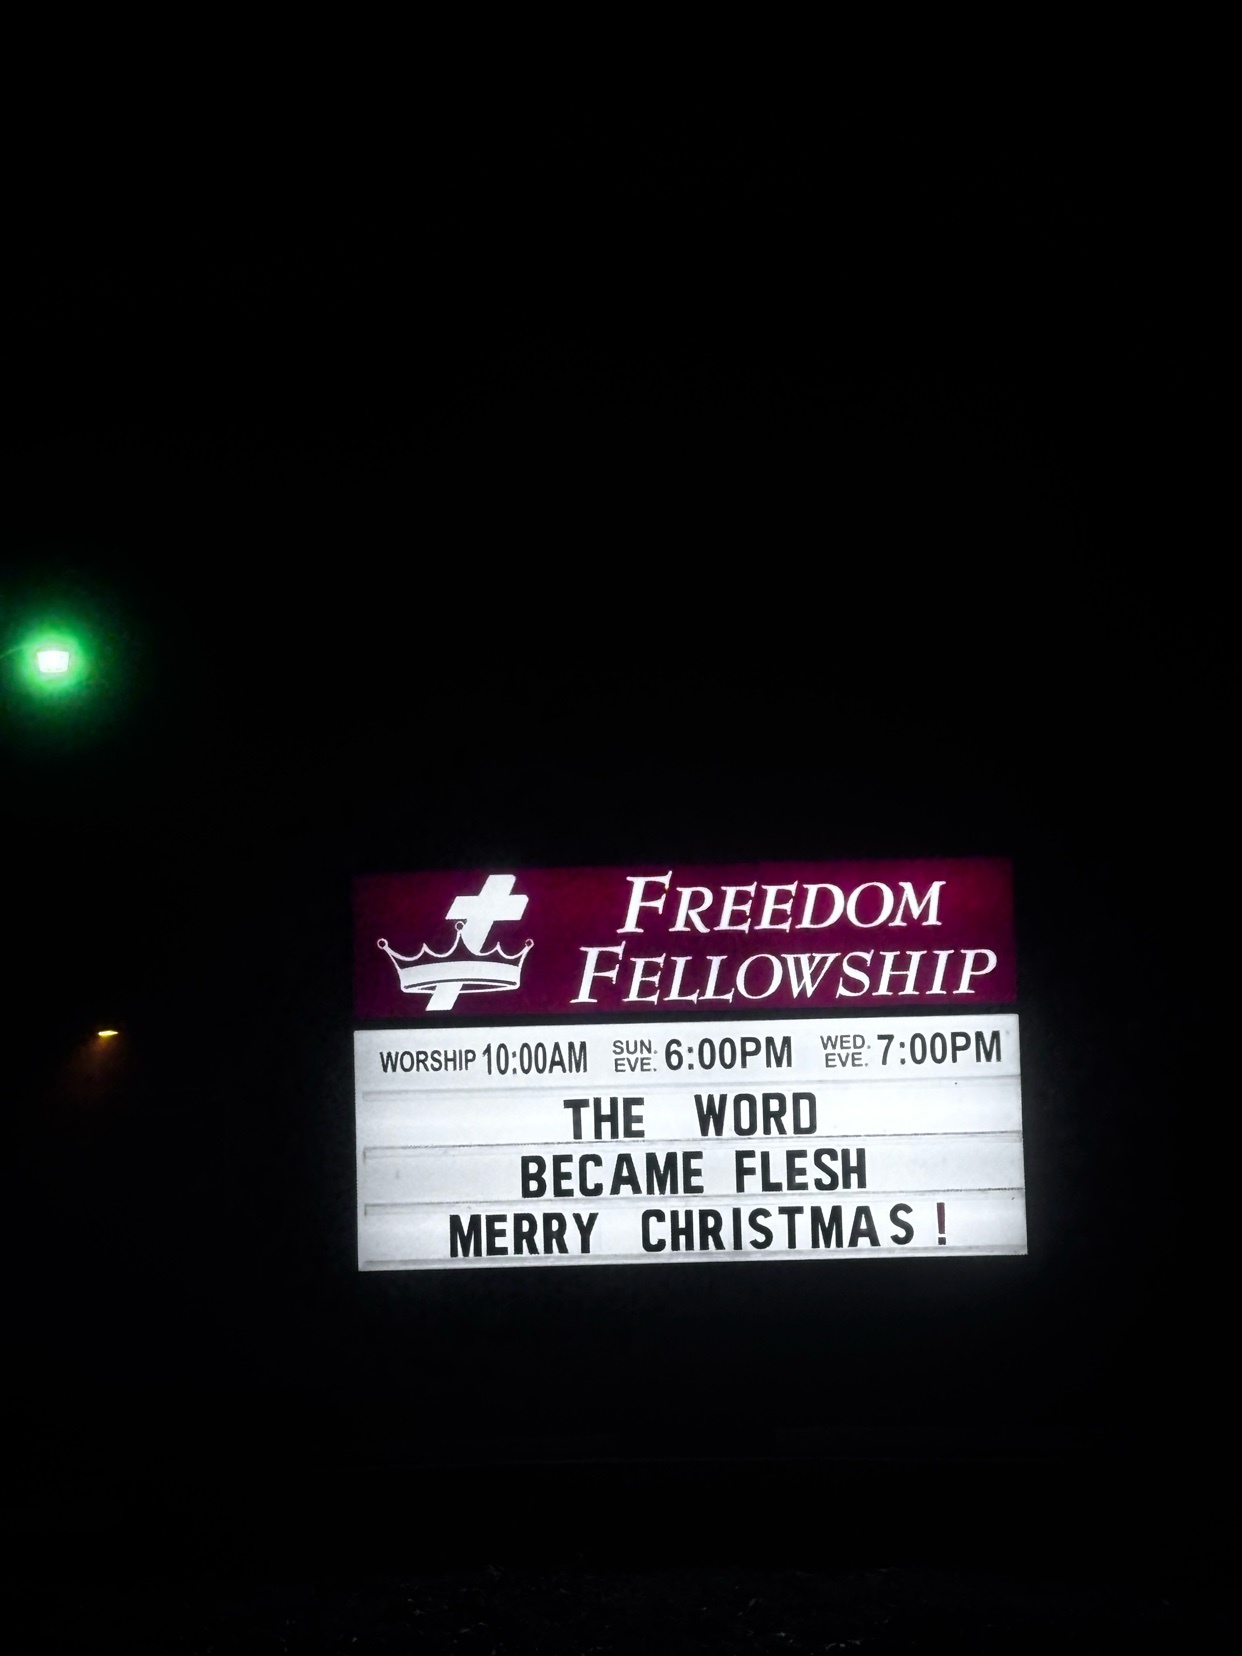 FREEDOM
FELLOWSHIP
WORSHIP 10:00AM SUN. EVE. 6:00PM WED. EVE. 7:00PM
THE WORD
BECAME FLESH
MERRY CHRISTMAS!